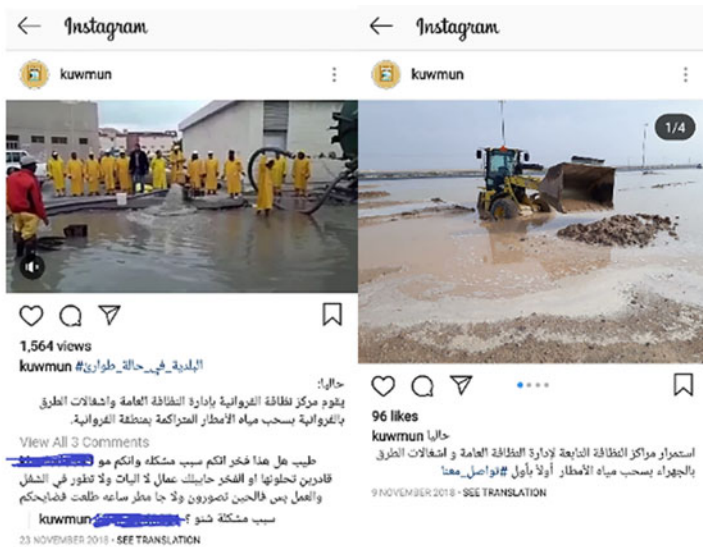 Instagram
kuwmun
1,564 views
kuwmun #البلدية_في_حالة_طوارئ
حاليا:
يقوم مركز نظافة الفروانية بإدارة النظافة العامة واشغالات الطرق
بالفروانية بسحب مياه الأمطار المتراكمة بمنطقة الفروانية.
View All 3 Comments
طيب هل هذا فخر انكم سبب مشكله وانكم مو
قادرين تحلونها او الفخر جايبلك عمال لا اليات ولا تطور في الشغل
والعمل بس فالحين تصورون ولا جا مطر ساعه طلعت فضايحكم
kuwmun سبب مشكلة شنو ؟
23 NOVEMBER 2018 · SEE TRANSLATION
Instagram
kuwmun
1/4
96 likes
kuwmun حاليا
استمرار مراكز النظافة التابعة لإدارة النظافة العامة و اشغالات الطرق
بالجهراء بسحب مياه الأمطار أولاً بأول #تواصل_معنا
9 NOVEMBER 2018 · SEE TRANSLATION